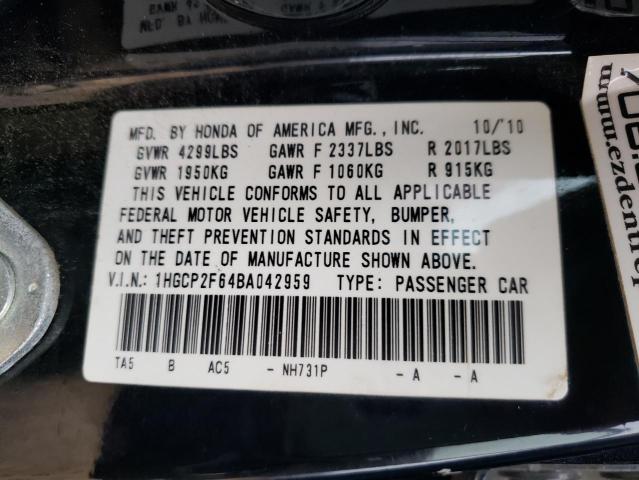 MFD. BY HONDA OF AMERICA MFG., INC. 10/'10
GVWR 4299LBS GAWR F 2337LBS R 2017LBS
GVWR 1950KG GAWR F 1060KG R 915KG
THIS VEHICLE CONFORMS TO ALL APPLICABLE
FEDERAL MOTOR VEHICLE SAFETY, BUMPER,
AND THEFT PREVENTION STANDARDS IN EFFECT
ON THE DATE OF MANUFACTURE SHOWN ABOVE.
V.I.N.: 1HGCP2F64BA042959 TYPE: PASSENGER CAR
TA5 B AC5 - NH731P - A - A